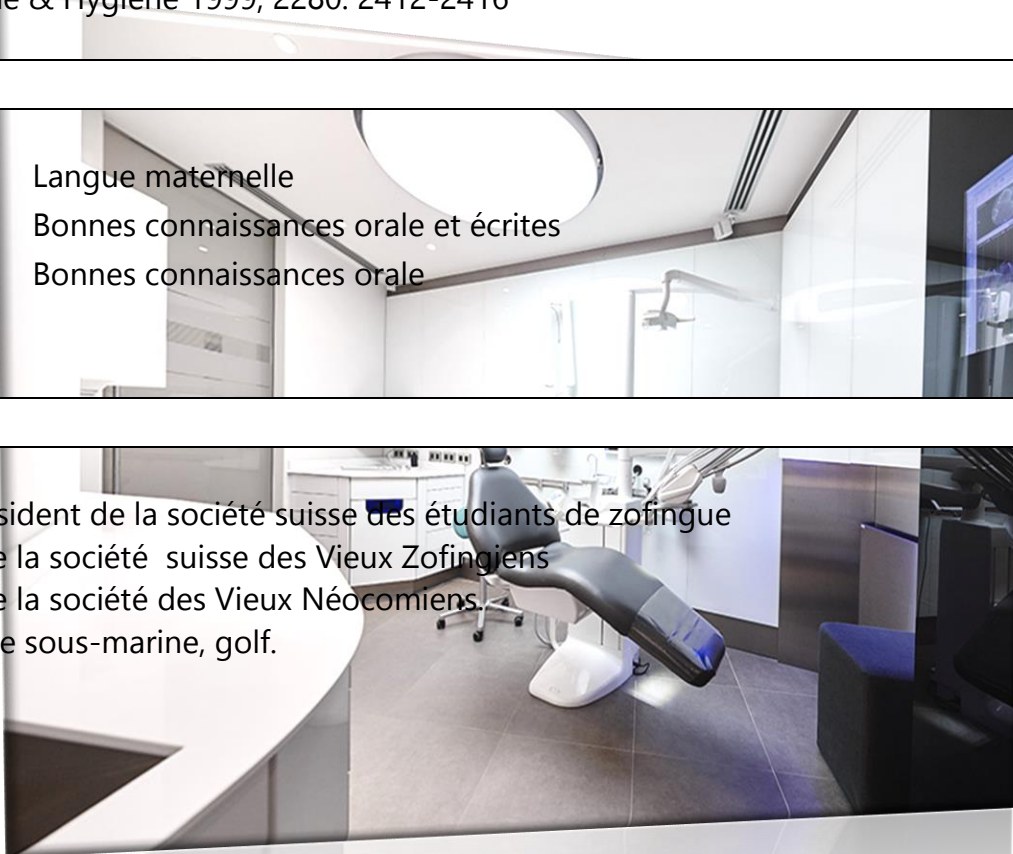 & Hygiène 1999, 2280: 2412-2416
Langue maternelle
Bonnes connaissances orale et écrites
Bonnes connaissances orale
sident de la société suisse des étudiants de zofingue
e la société suisse des Vieux Zofingiens
e la société des Vieux Néocomiens.
e sous-marine, golf.